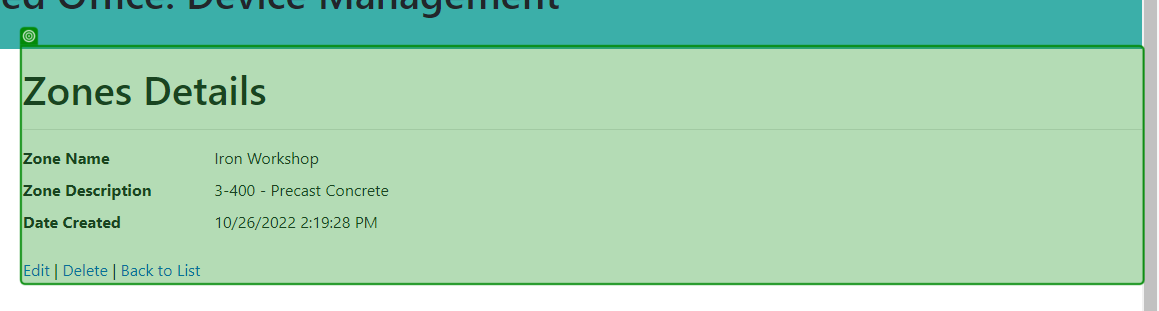 Office: Device Management
Zones Details
Zone Name Iron Workshop
Zone Description 3-400 - Precast Concrete
Date Created 10/26/2022 2:19:28 PM
Edit | Delete | Back to List